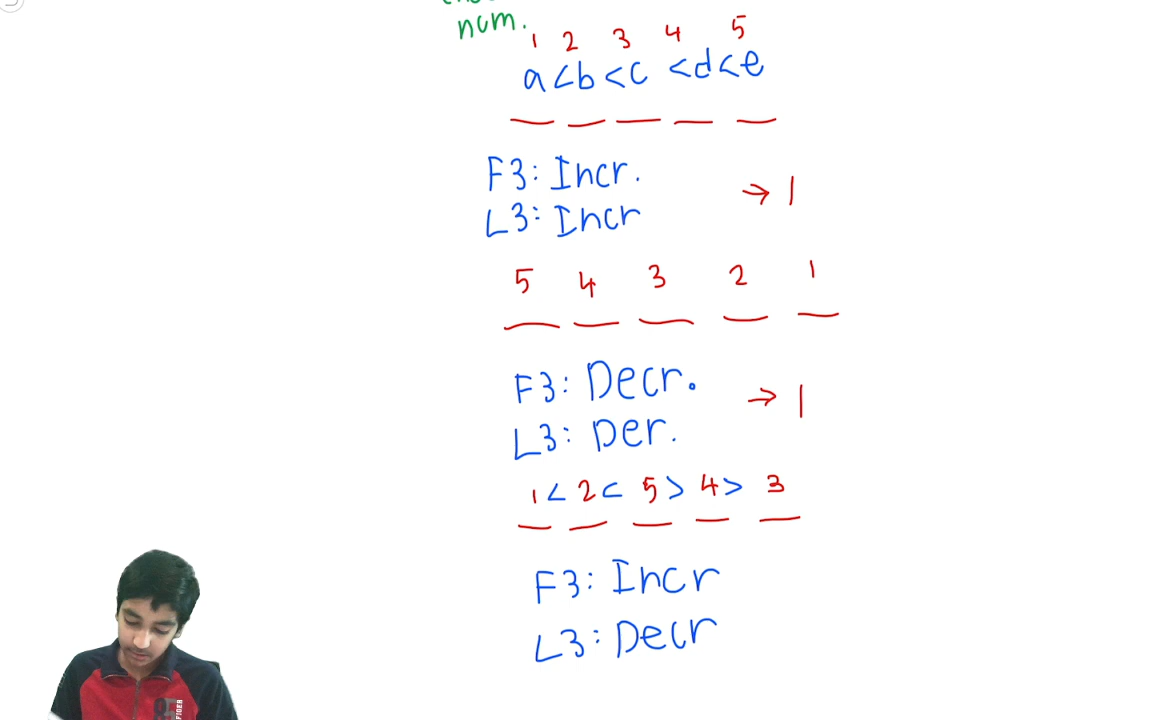 num.
1 2 3 4 5
a<b<c <d<e
F3: Incr.
L3: Incr
→ 1
5 4 3 2 1
F3: Decr.
L3: Der.
→ 1
1< 2< 5> 4> 3
F3: Incr
L3: Decr